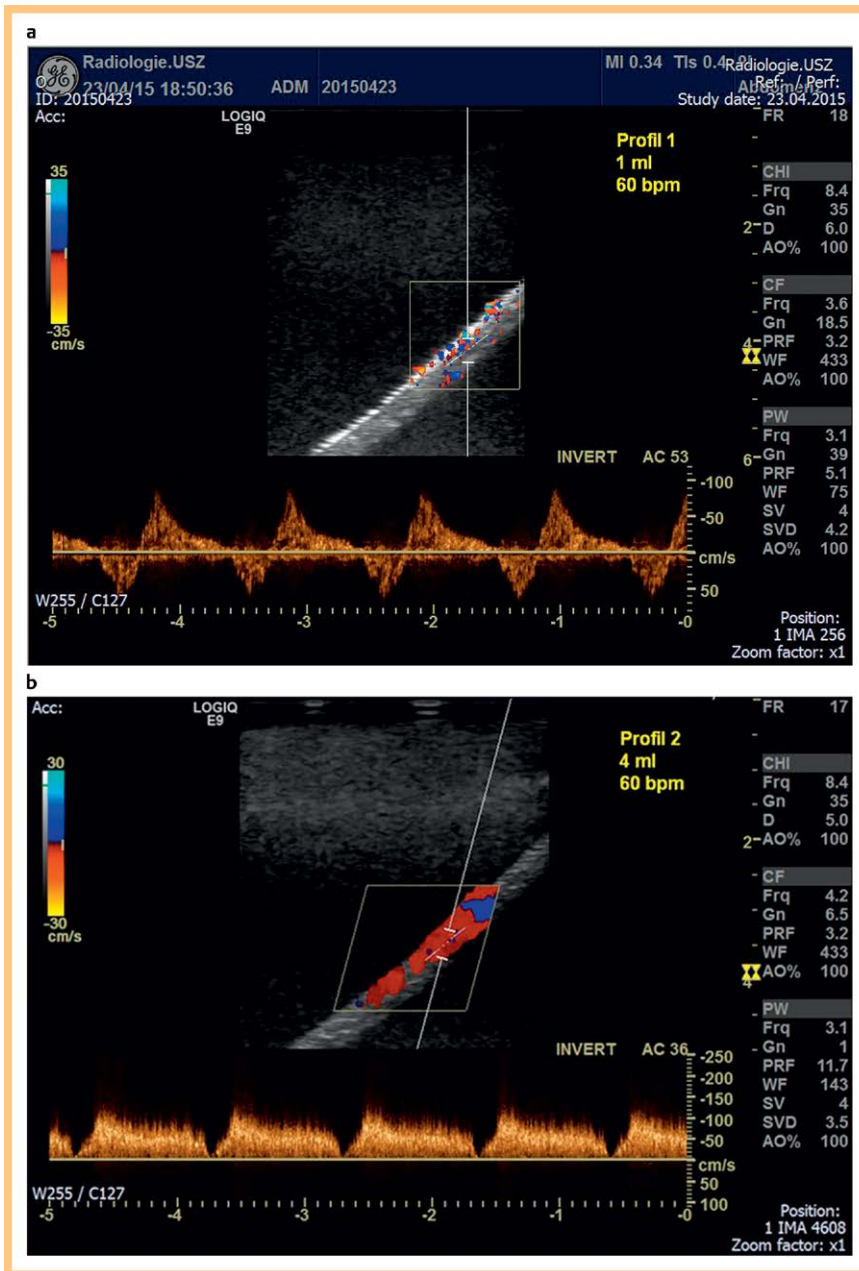 a
Radiologie.USZ
23/04/15 18:50:36 ADM 20150423
MI 0.34 TIs 0.4
Radiologie.USZ
Ref: / Perf:
ID: 20150423
Study date: 23.04.2015
Acc:
LOGIQ
E9
FR 18
Profil 1
1 ml
60 bpm
35
-35
cm/s
CHI
Frq 8.4
Gn 35
D 6.0
AO% 100
CF
Frq 3.6
Gn 18.5
PRF 3.2
WF 433
AO% 100
PW
Frq 3.1
Gn 39
PRF 5.1
WF 75
SV 4
SVD 4.2
AO% 100
2
4
6
INVERT AC 53
-100
-50
cm/s
50
W255 / C127
-5 -4 -3 -2 -1 -0
Position:
1 IMA 256
Zoom factor: x1
b
Acc:
LOGIQ
E9
FR 17
Profil 2
4 ml
60 bpm
30
-30
cm/s
CHI
Frq 8.4
Gn 35
D 5.0
AO% 100
CF
Frq 4.2
Gn 6.5
PRF 3.2
WF 433
AO% 100
PW
Frq 3.1
Gn 1
PRF 11.7
WF 143
SV 4
SVD 3.5
AO% 100
2
4
INVERT AC 36
-250
-200
-150
-100
-50
cm/s
50
100
W255 / C127
-5 -4 -3 -2 -1 -0
Position:
1 IMA 4608
Zoom factor: x1